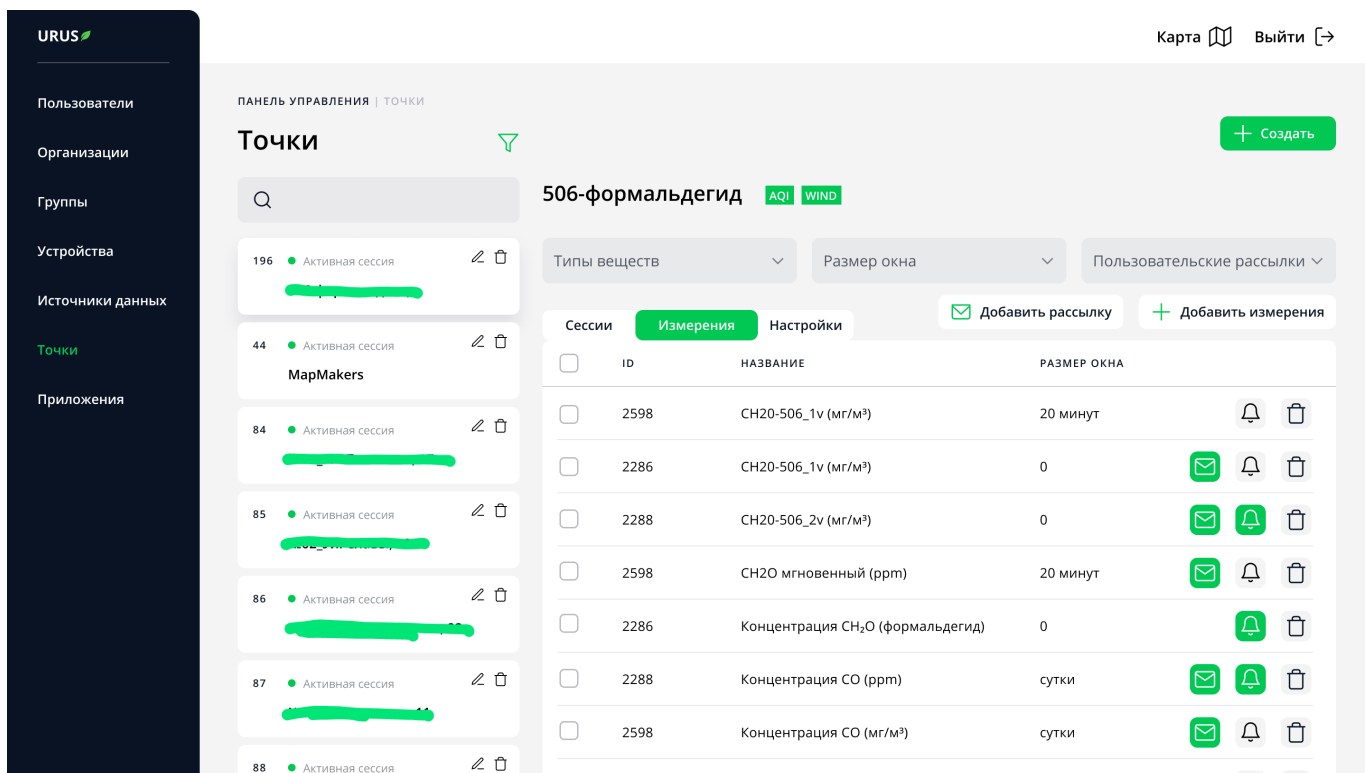 URUS
Карта
Выйти
Пользователи
Организации
Группы
Устройства
Источники данных
Точки
Приложения
ПАНЕЛЬ УПРАВЛЕНИЯ | ТОЧКИ
Точки
Создать
196 Активная сессия
44 Активная сессия
MapMakers
84 Активная сессия
85 Активная сессия
86 Активная сессия
87 Активная сессия
88 Активная сессия
506-формальдегид AQI WIND
Типы веществ
Размер окна
Пользовательские рассылки
Добавить рассылку
Добавить измерения
Сессии Измерения Настройки
ID НАЗВАНИЕ РАЗМЕР ОКНА
2598 CH20-506_1v (мг/м³) 20 минут
2286 CH20-506_1v (мг/м³) 0
2288 CH20-506_2v (мг/м³) 0
2598 CH2O мгновенный (ppm) 20 минут
2286 Концентрация CH₂O (формальдегид) 0
2288 Концентрация CO (ppm) сутки
2598 Концентрация CO (мг/м³) сутки